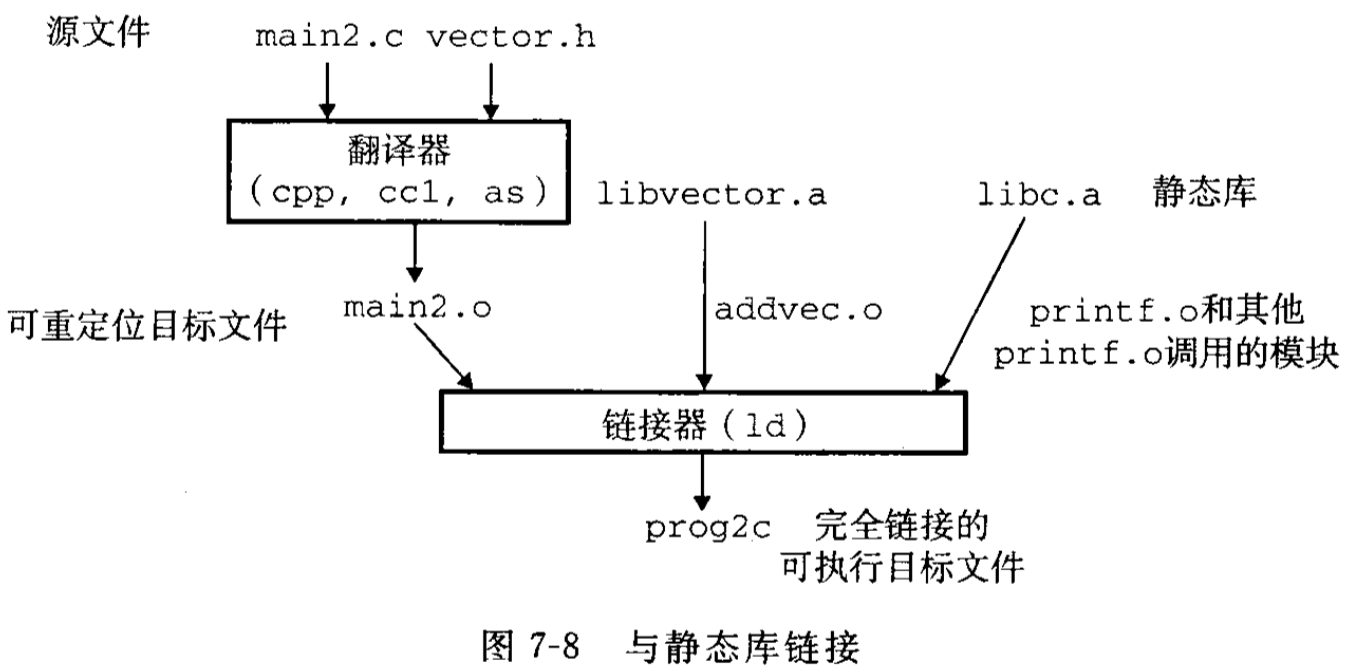 源文件 main2.c vector.h
翻译器
(cpp, cc1, as)
libvector.a
libc.a 静态库
可重定位目标文件
main2.o
addvec.o
printf.o和其他
printf.o调用的模块
链接器(ld)
prog2c 完全链接的
可执行目标文件
图 7-8 与静态库链接